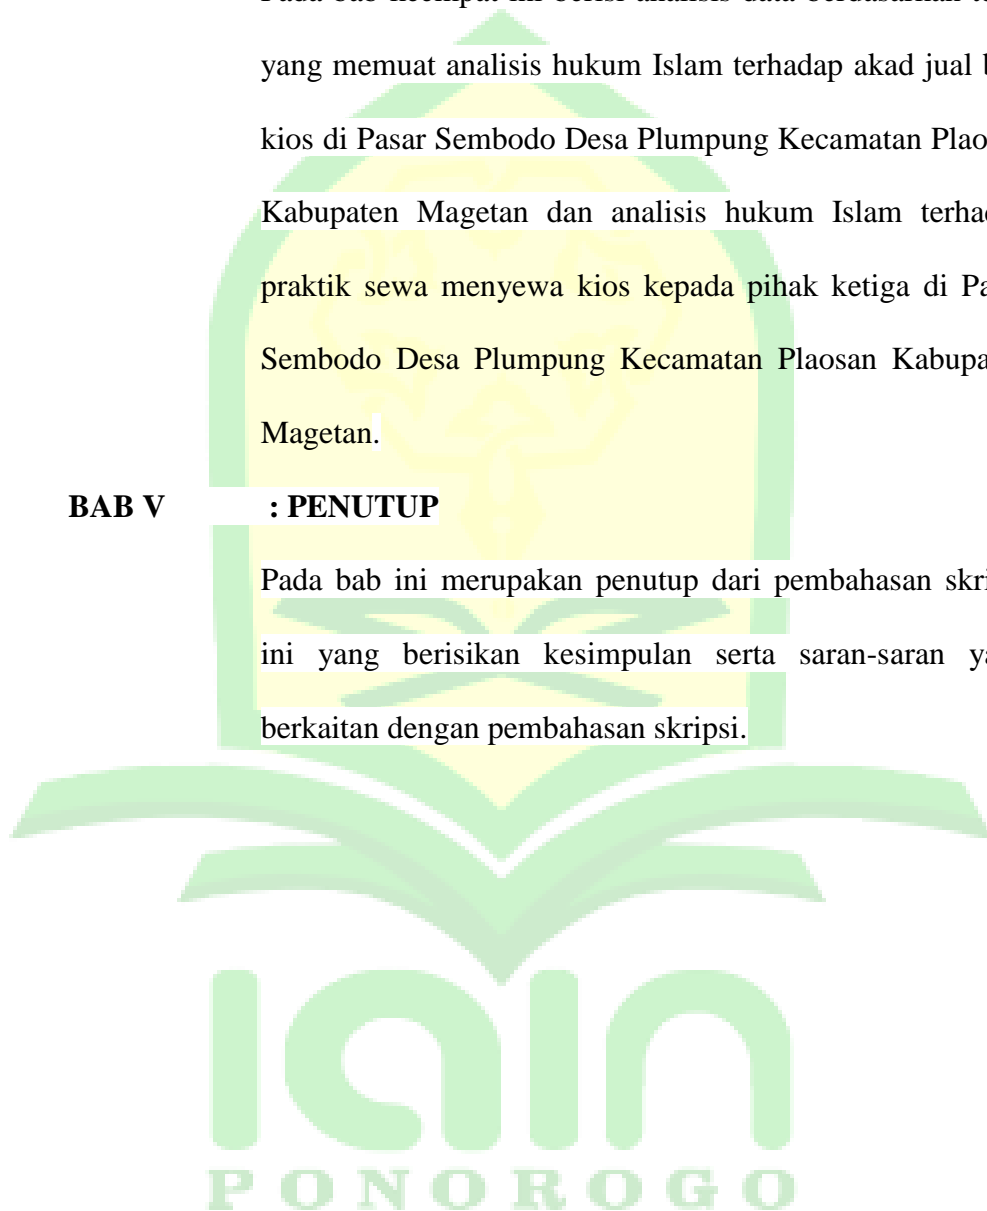 yang memuat analisis hukum Islam terhadap akad jual
kios di Pasar Sembodo Desa Plumpung Kecamatan Plaos
Kabupaten Magetan dan analisis hukum Islam terhad
praktik sewa menyewa kios kepada pihak ketiga di Pa
Sembodo Desa Plumpung Kecamatan Plaosan Kabupa
Magetan.
BAB V : PENUTUP
Pada bab ini merupakan penutup dari pembahasan skri
ini yang berisikan kesimpulan serta saran-saran ya
berkaitan dengan pembahasan skripsi.
iain
PONOROGO